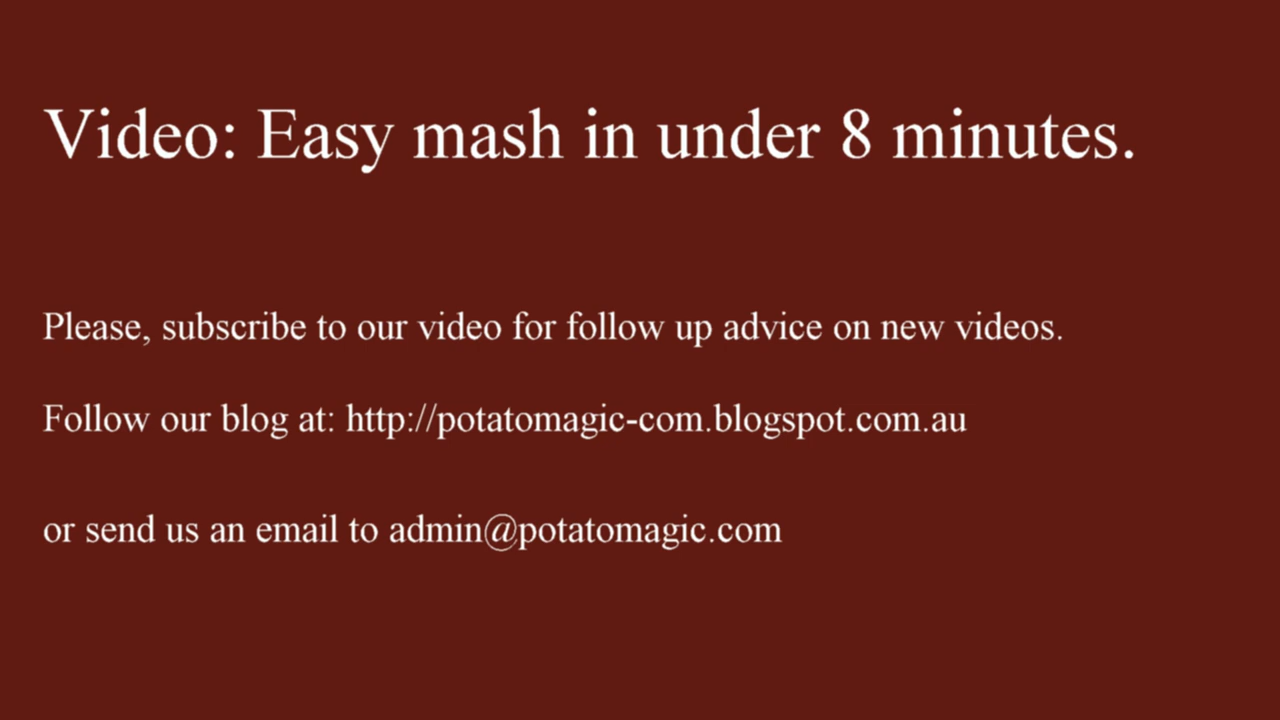 Video: Easy mash in under 8 minutes.
Please, subscribe to our video for follow up advice on new videos.
Follow our blog at: http://potatomagic-com.blogspot.com.au
or send us an email to admin@potatomagic.com